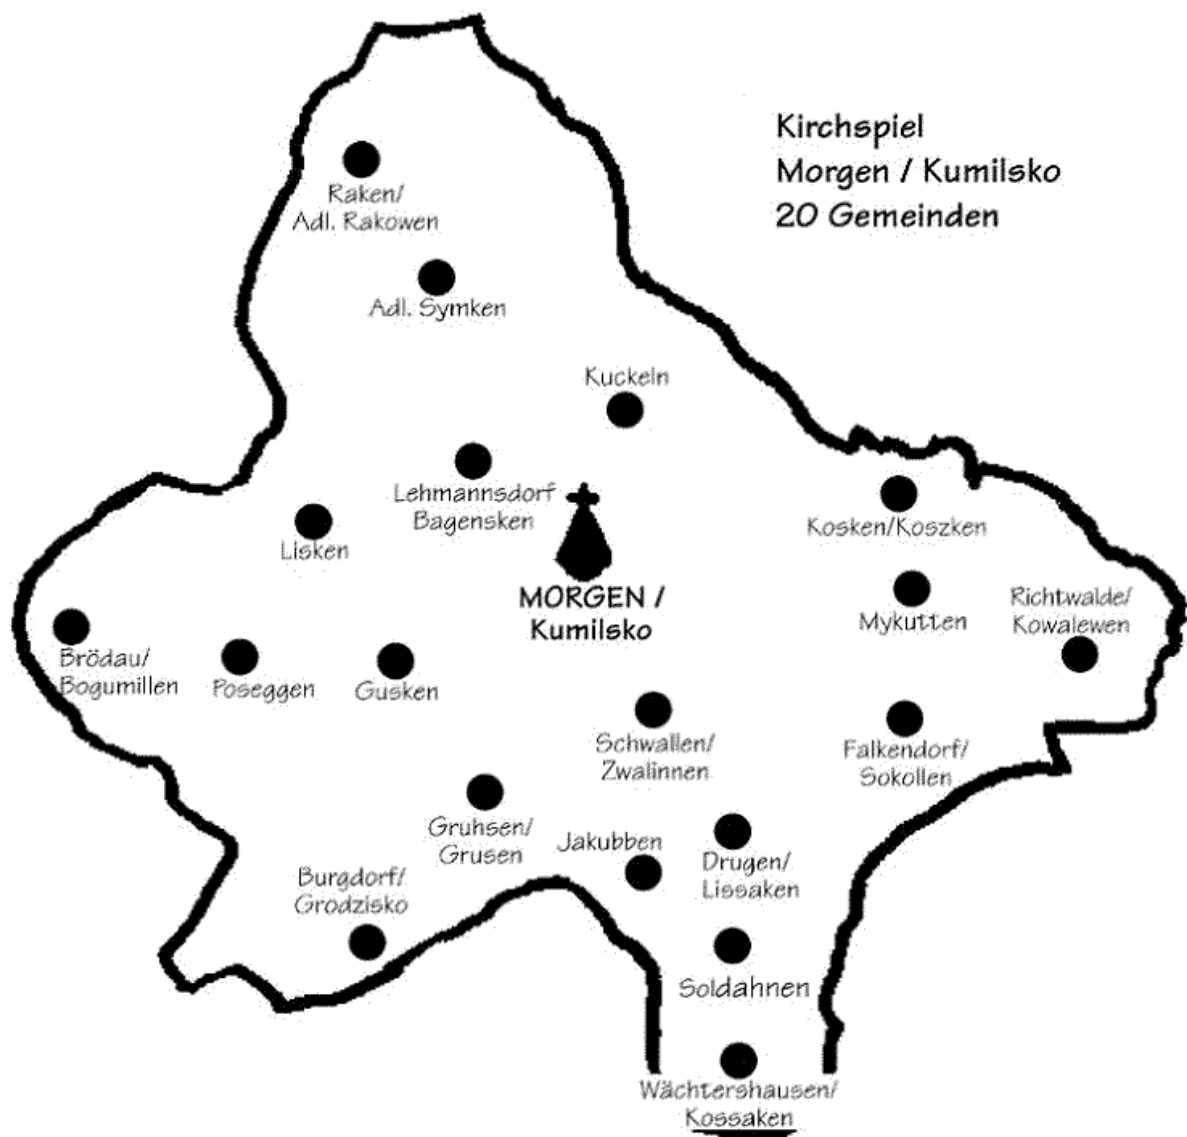 Kirchspiel
Morgen / Kumilsko
20 Gemeinden
Raken/
Adl. Rakowen
Adl. Symken
Kuckeln
Lehmannsdorf
Bagensken
Lisken
Kosken/Koszken
MORGEN /
Kumilsko
Mykutten
Richtwalde/
Kowalewen
Brödau/
Bogumillen
Poseggen
Gusken
Schwallen/
Zwalinnen
Falkendorf/
Sokollen
Gruhsen/
Grusen
Jakubben
Drugen/
Lissaken
Burgdorf/
Grodzisko
Soldahnen
Wächtershausen/
Kossaken